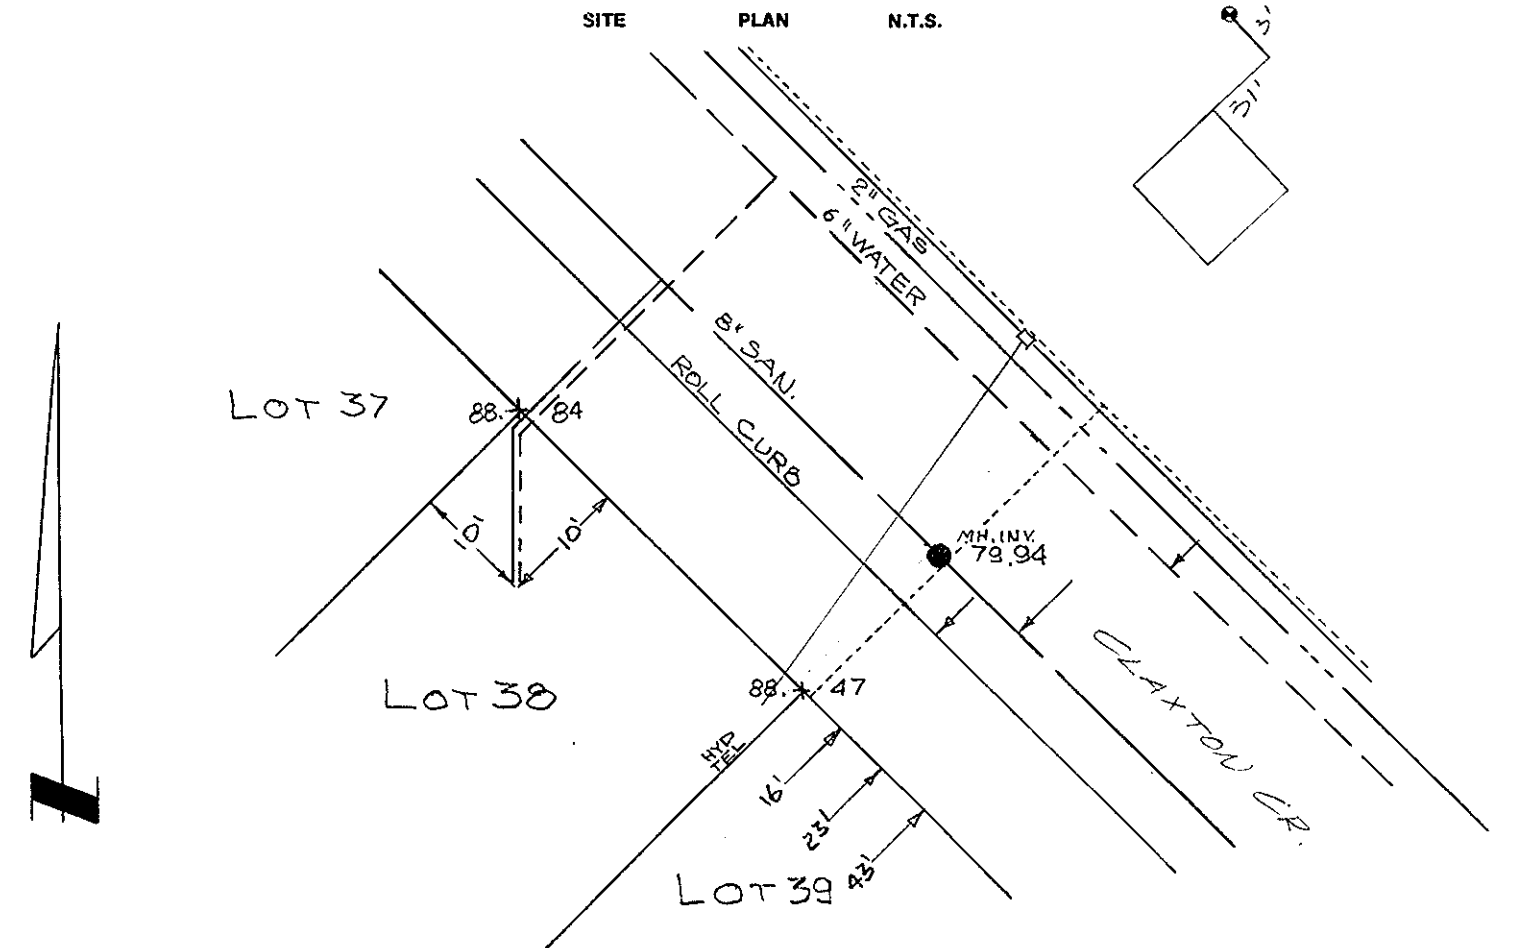 SITE PLAN N.T.S.
3'
31'
2" GAS
6" WATER
8" SAN.
ROLL CURB
LOT 37
88. 84
10'
10'
MH. INV.
79.94
CLAXTON CR.
LOT 38
88. 47
HYD
TEL
16'
23'
43'
LOT 39